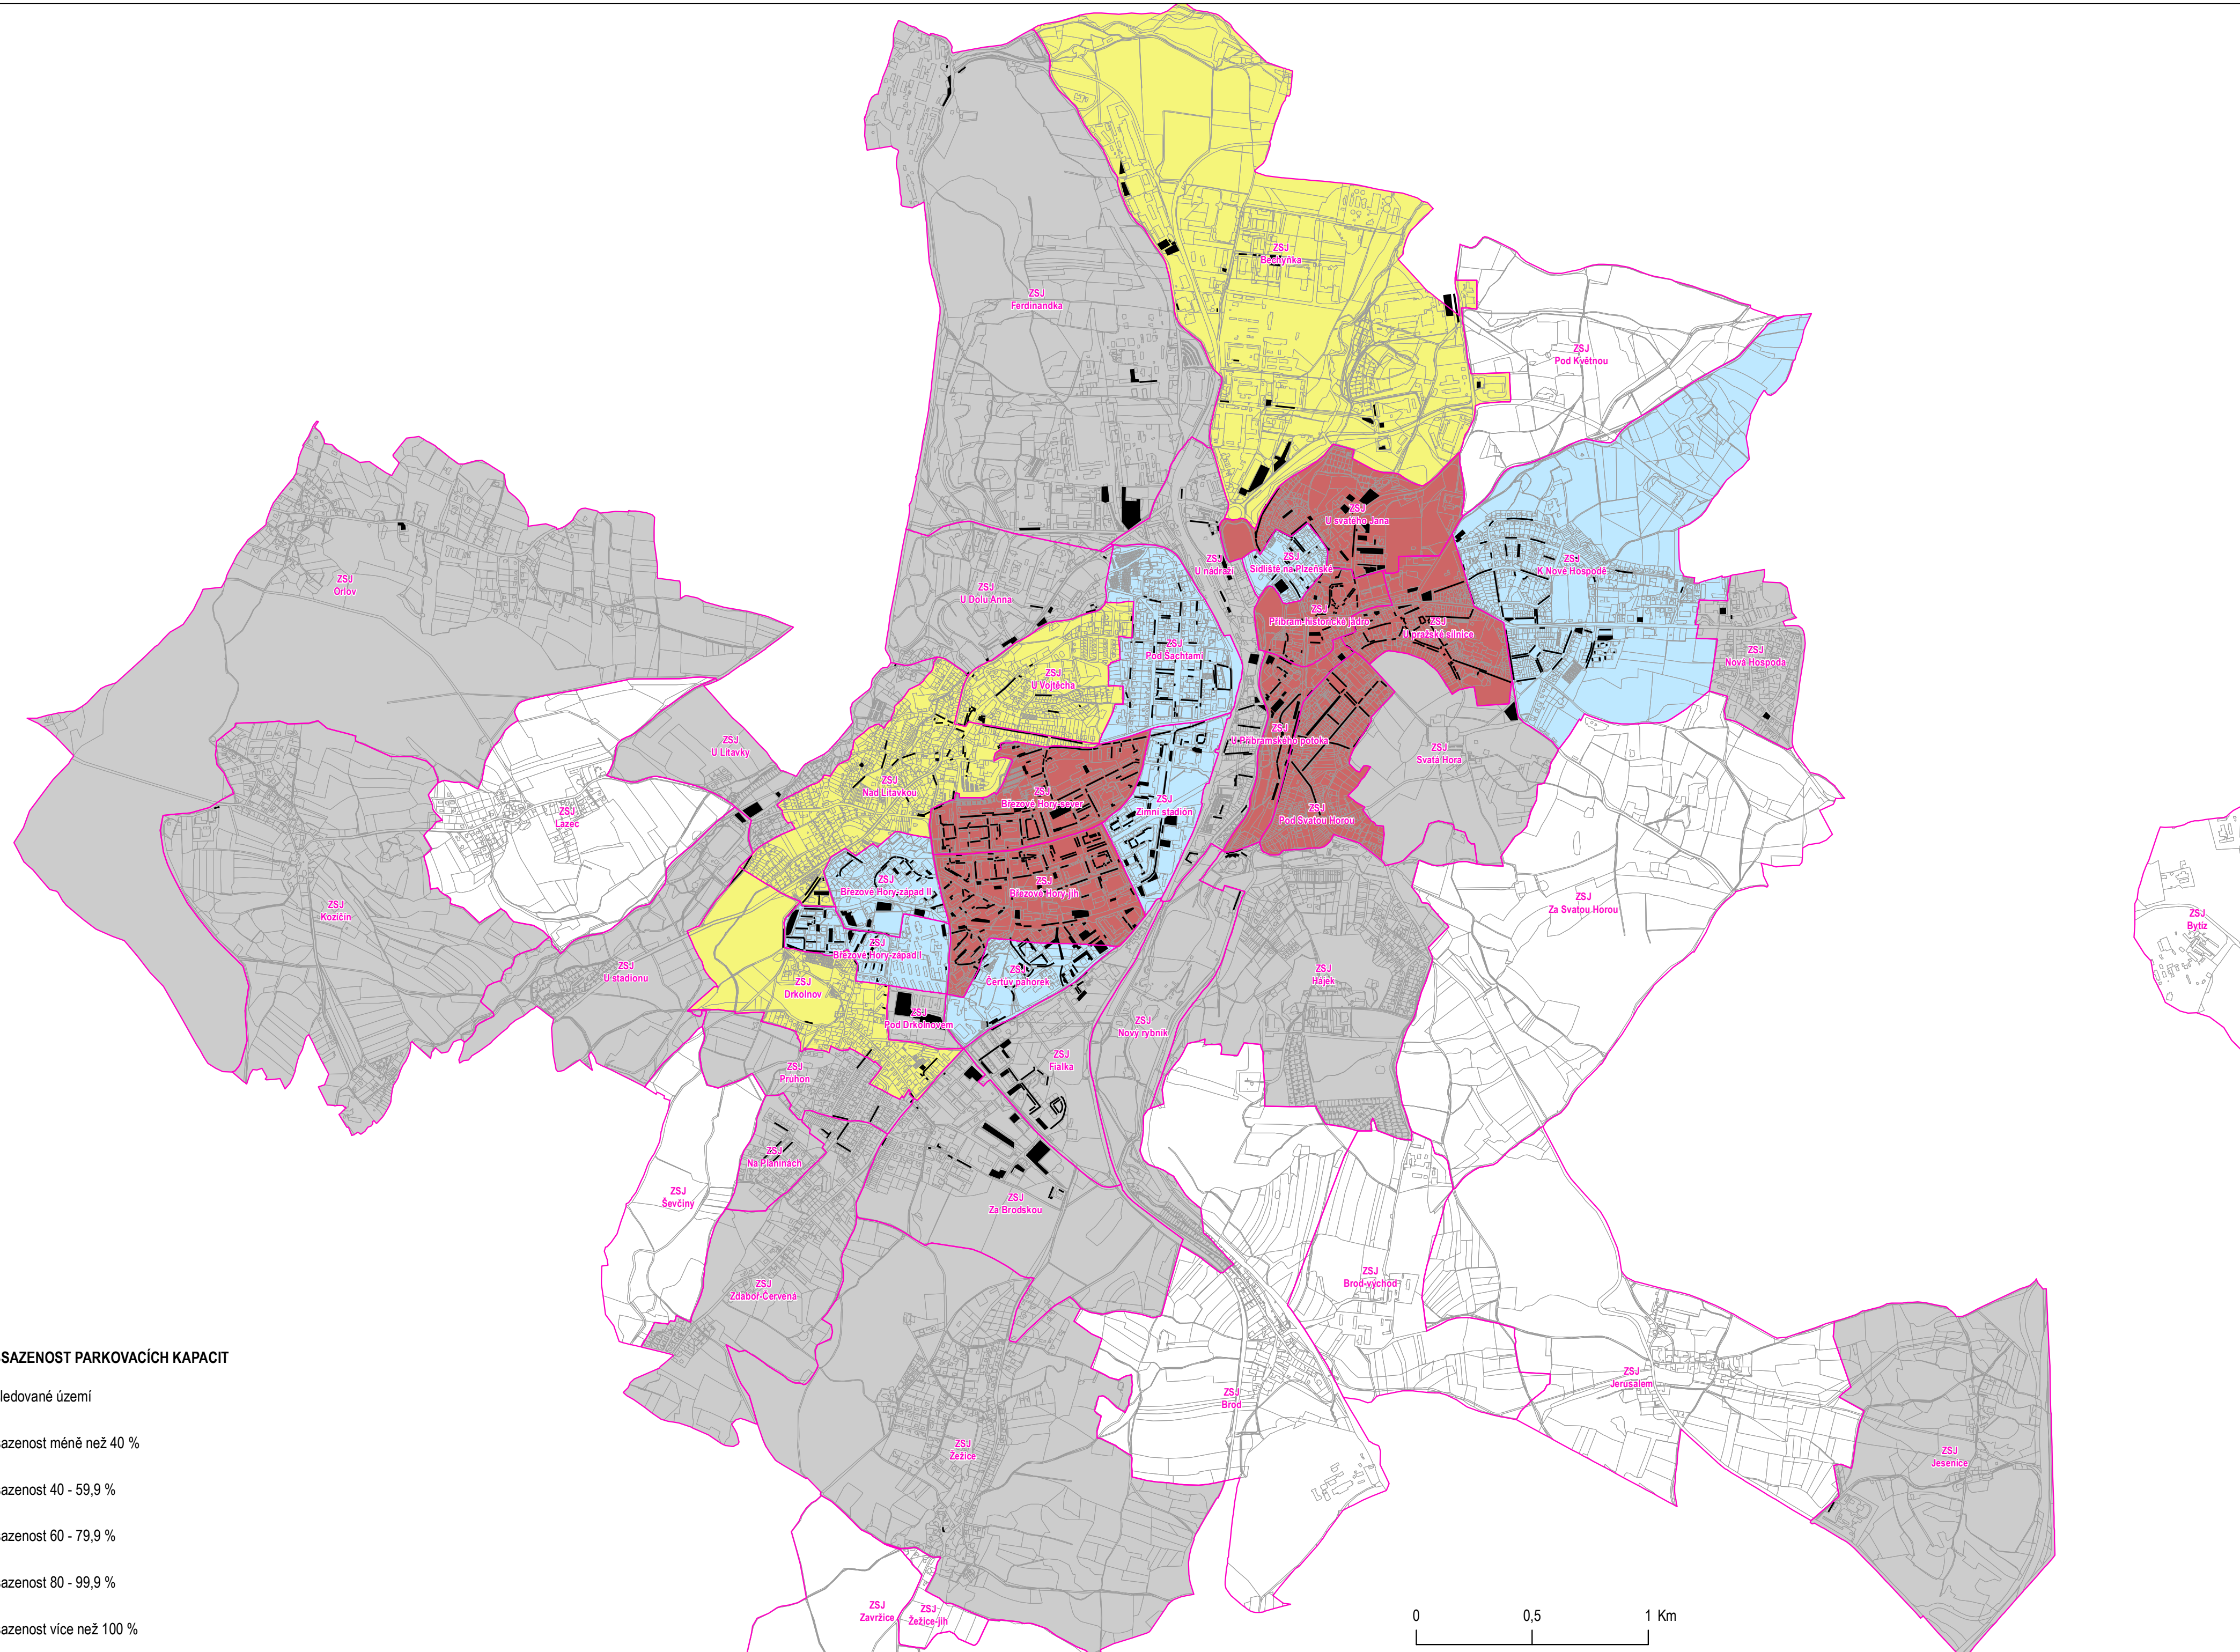 ZSJ
Bechyňka
ZSJ
Ferdinandka
ZSJ
Pod Květnou
ZSJ
U svatého Jana
ZSJ
Orlov
ZSJ
U nádraží
ZSJ
Sídliště na Plzeňské
ZSJ
K Nové Hospodě
ZSJ
U Dolu Anna
ZSJ
Příbram-historické jádro
ZSJ
U pražské silnice
ZSJ
Pod Šachtami
ZSJ
Nová Hospoda
ZSJ
U Vojtěcha
ZSJ
U Litavky
ZSJ
U Příbramského potoka
ZSJ
Svatá Hora
ZSJ
Nad Litavkou
ZSJ
Březové Hory-sever
ZSJ
Zimní stadión
ZSJ
Pod Svatou Horou
ZSJ
Lazec
ZSJ
Březové Hory-západ II
ZSJ
Březové Hory-jih
ZSJ
Za Svatou Horou
ZSJ
Kozičín
ZSJ
Bytíz
ZSJ
Březové Hory-západ I
ZSJ
U stadionu
ZSJ
Drkolnov
ZSJ
Čertův pahorek
ZSJ
Hájek
ZSJ
Pod Drkolnovem
ZSJ
Nový rybník
ZSJ
Fialka
ZSJ
Průhon
ZSJ
Na Planinách
ZSJ
Ševčiny
ZSJ
Za Brodskou
ZSJ
Zdaboř-Červená
ZSJ
Brod-východ
ZSJ
Jerusalem
ZSJ
Brod
ZSJ
Žežice
ZSJ
Jesenice
ZSJ
Zavržice
ZSJ
Žežice-jih
SAZENOST PARKOVACÍCH KAPACIT
ledované území
azenost méně než 40 %
azenost 40 - 59,9 %
azenost 60 - 79,9 %
azenost 80 - 99,9 %
azenost více než 100 %
0 0,5 1 Km